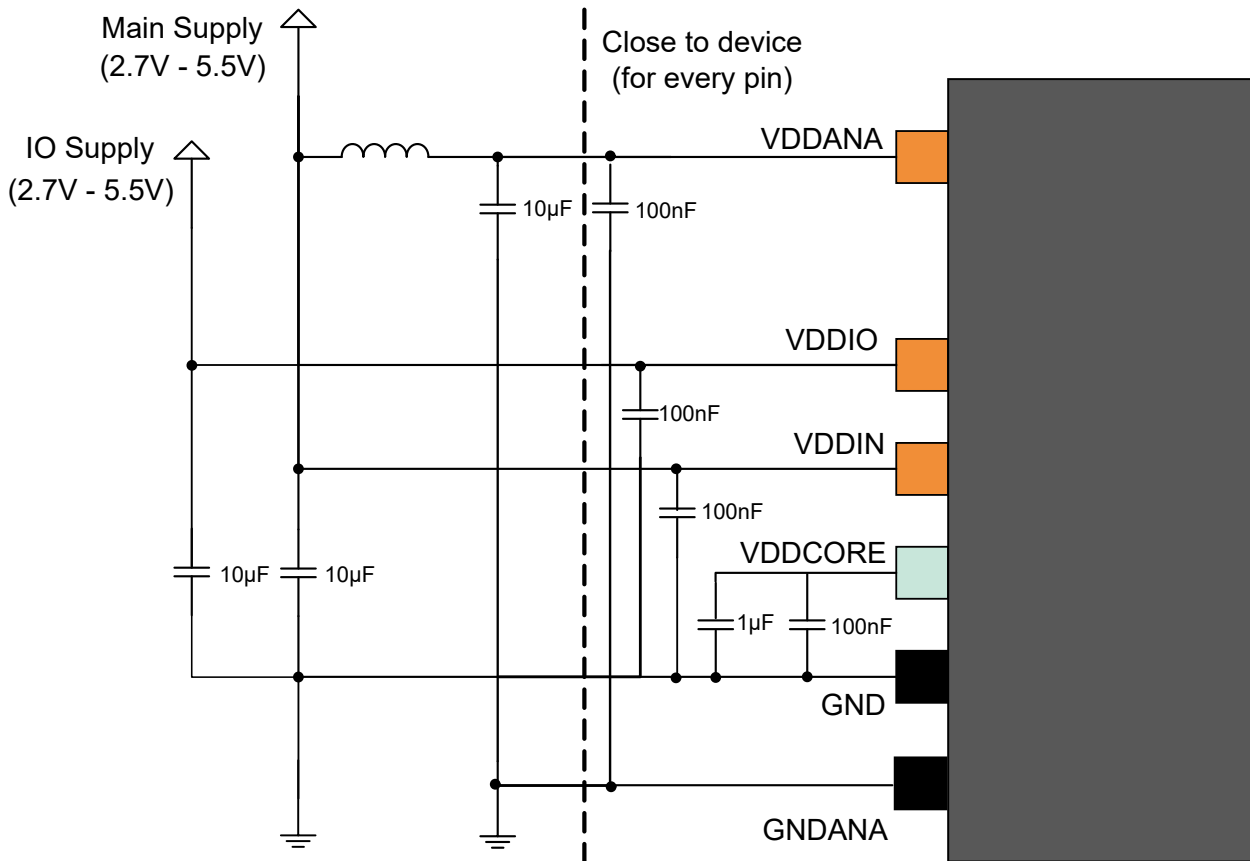 Main Supply
(2.7V - 5.5V)
Close to device
(for every pin)
VDDANA
IO Supply
(2.7V - 5.5V)
10µF
100nF
VDDIO
100nF
VDDIN
100nF
VDDCORE
10µF
10µF
1µF
100nF
GND
GNDANA